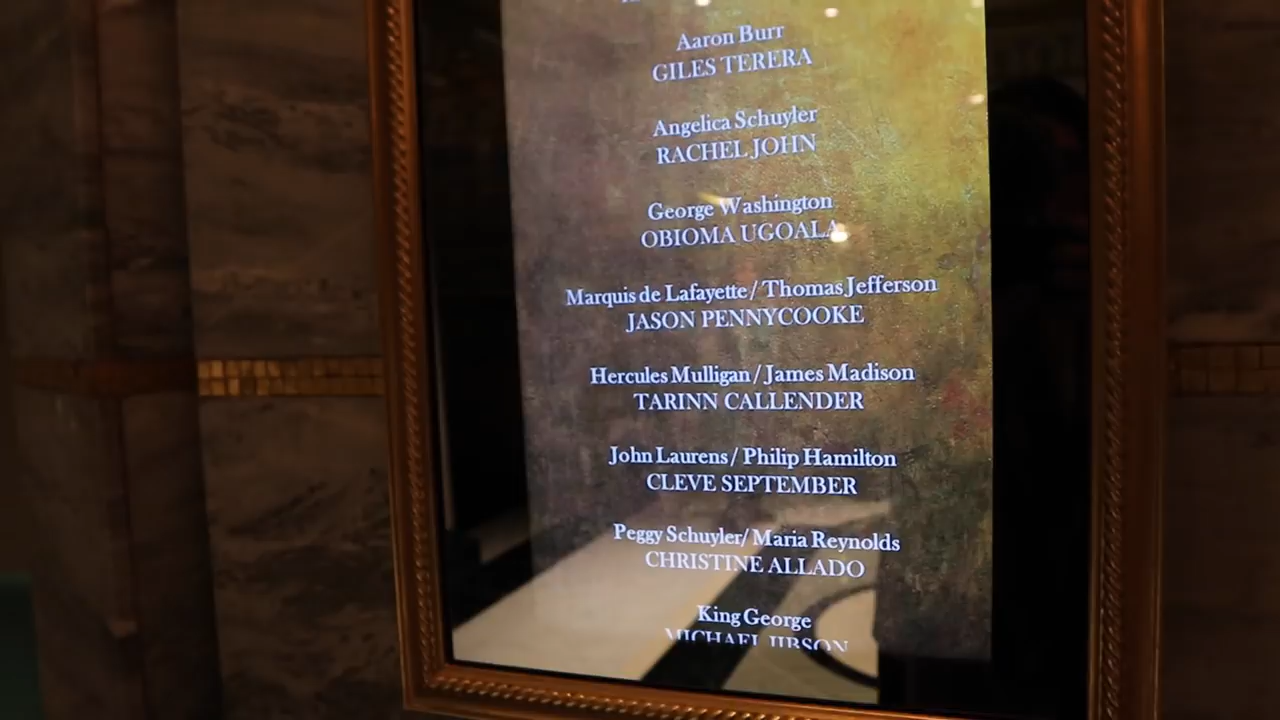 Aaron Burr
GILES TERERA
Angelica Schuyler
RACHEL JOHN
George Washington
OBIOMA UGOALA
Marquis de Lafayette / Thomas Jefferson
JASON PENNYCOOKE
Hercules Mulligan / James Madison
TARINN CALLENDER
John Laurens / Philip Hamilton
CLEVE SEPTEMBER
Peggy Schuyler/ Maria Reynolds
CHRISTINE ALLADO
King George
MICHAEL JIBSON